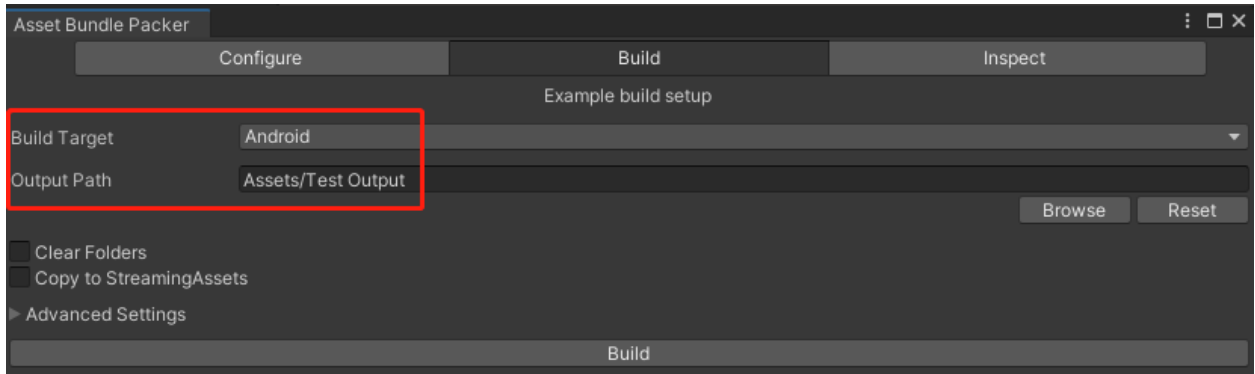 Asset Bundle Packer
Configure Build Inspect
Example build setup
Build Target Android
Output Path Assets/Test Output
Browse Reset
Clear Folders
Copy to StreamingAssets
Advanced Settings
Build